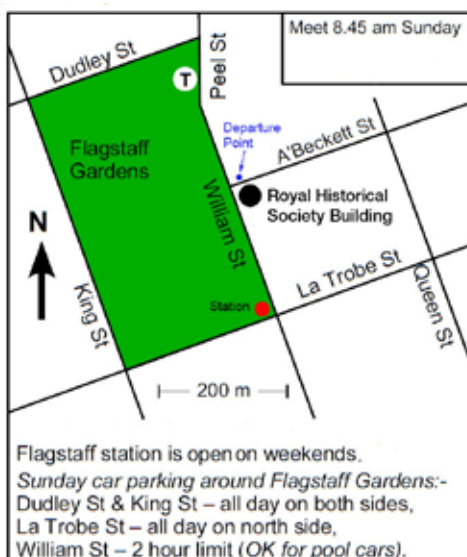 Meet 8.45 am Sunday
Dudley St
Peel St
T
Departure
Point
A'Beckett St
Flagstaff
Gardens
William St
Royal Historical
Society Building
N
King St
Station
La Trobe St
Queen St
200 m
Flagstaff station is open on weekends.
Sunday car parking around Flagstaff Gardens:-
Dudley St & King St – all day on both sides,
La Trobe St – all day on north side,
William St – 2 hour limit (OK for pool cars).